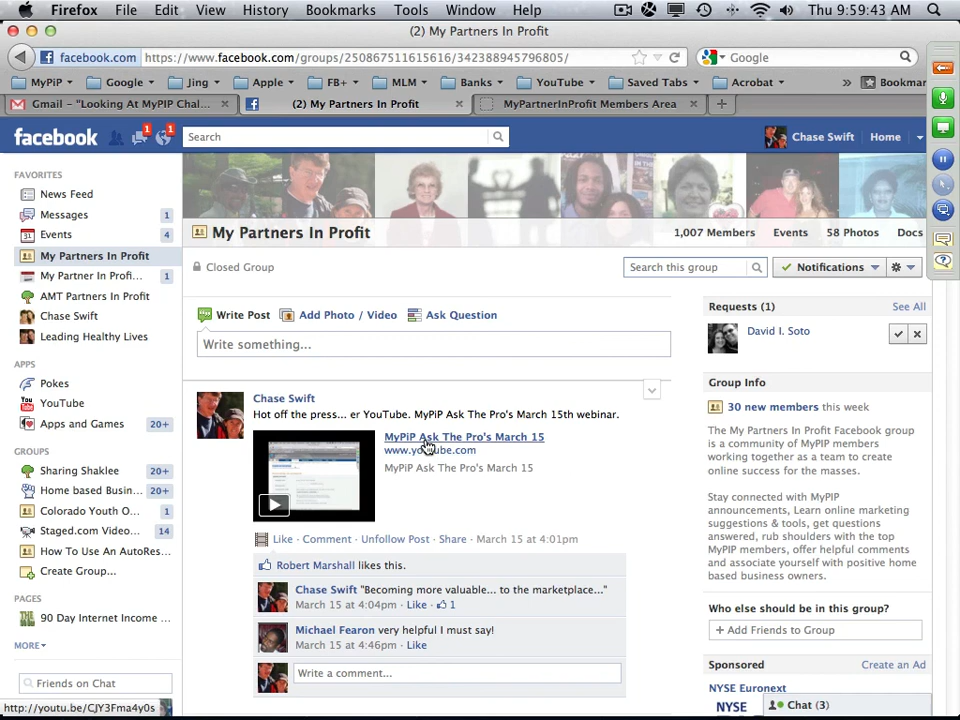 Firefox File Edit View History Bookmarks Tools Window Help Thu 9:59:43 AM
(2) My Partners In Profit
facebook.com https://www.facebook.com/groups/250867511615616/342388945796805/ Google
MyPiP Google Jing Apple FB+ MLM Banks YouTube Saved Tabs Acrobat » Bookmar
Gmail – "Looking At MyPIP Chal... (2) My Partners In Profit MyPartnerInProfit Members Area
facebook 1 1 Search Chase Swift Home
FAVORITES
News Feed
Messages 1
Events 4
My Partners In Profit
My Partner In Profi... 1
AMT Partners In Profit
Chase Swift
Leading Healthy Lives
APPS
Pokes
YouTube
Apps and Games 20+
GROUPS
Sharing Shaklee 20+
Home based Busin... 20+
Colorado Youth O... 1
Staged.com Video... 14
How To Use An AutoRes...
Create Group...
PAGES
90 Day Internet Income ...
MORE
Friends on Chat
http://youtu.be/CJY3Fma4y0s
My Partners In Profit 1,007 Members Events 58 Photos Docs
Closed Group Search this group Notifications
Write Post Add Photo / Video Ask Question
Write something...
Chase Swift
Hot off the press... er YouTube. MyPiP Ask The Pro's March 15th webinar.
MyPiP Ask The Pro's March 15
www.youtube.com
MyPiP Ask The Pro's March 15
Like · Comment · Unfollow Post · Share · March 15 at 4:01pm
Robert Marshall likes this.
Chase Swift "Becoming more valuable... to the marketplace..."
March 15 at 4:04pm · Like · 1
Michael Fearon very helpful I must say!
March 15 at 4:46pm · Like
Write a comment...
Requests (1) See All
David I. Soto
Group Info
30 new members this week
The My Partners In Profit Facebook
group is a community of MyPIP members
working together as a team to create
online success for the masses.
Stay connected with MyPIP
announcements, Learn online marketing
suggestions & tools, get questions
answered, rub shoulders with the top
MyPIP members, offer helpful comments
and associate yourself with positive home
based business owners.
Who else should be in this group?
+ Add Friends to Group
Sponsored Create an Ad
NYSE Euronext
NYSE
Chat (3)